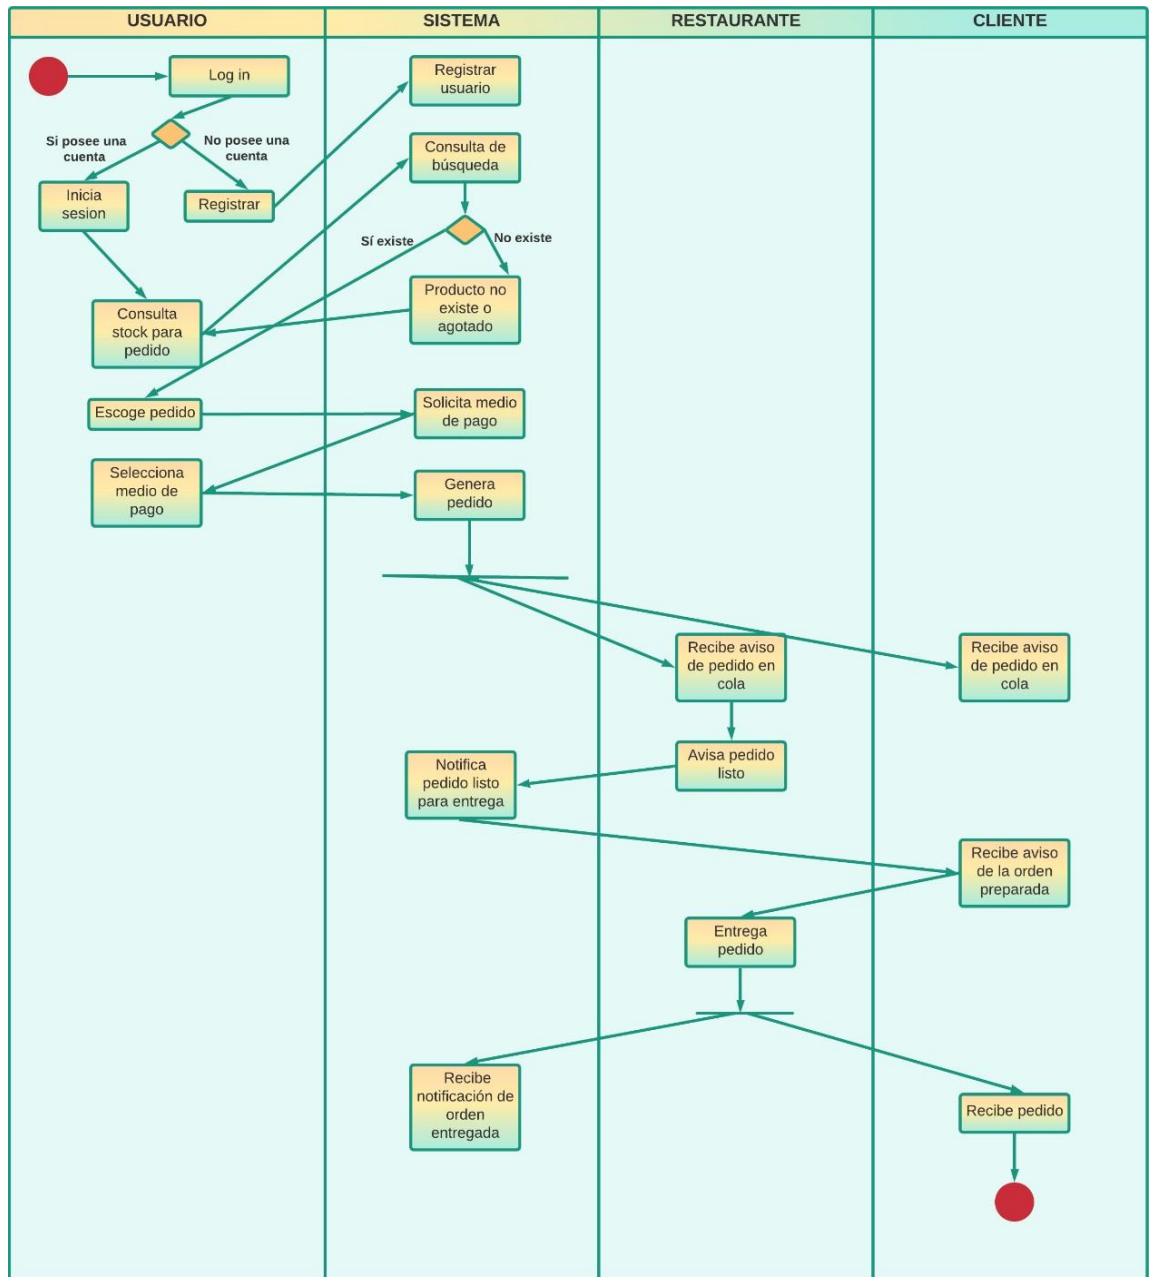 USUARIO
SISTEMA
RESTAURANTE
CLIENTE
Log in
Registrar
usuario
Si posee una
cuenta
No posee una
cuenta
Consulta de
búsqueda
Inicia
sesion
Registrar
Sí existe
No existe
Consulta
stock para
pedido
Producto no
existe o
agotado
Escoge pedido
Solicita medio
de pago
Selecciona
medio de
pago
Genera
pedido
Recibe aviso
de pedido en
cola
Recibe aviso
de pedido en
cola
Avisa pedido
listo
Notifica
pedido listo
para entrega
Recibe aviso
de la orden
preparada
Entrega
pedido
Recibe
notificación de
orden
entregada
Recibe pedido